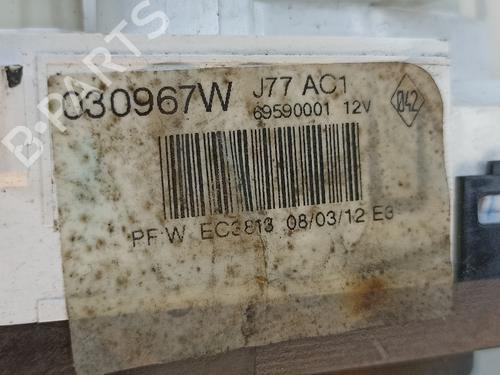 030967W J77 AC1
69590001 12V
042
PF W EC3813 08/03/12 E3
B-PARTS